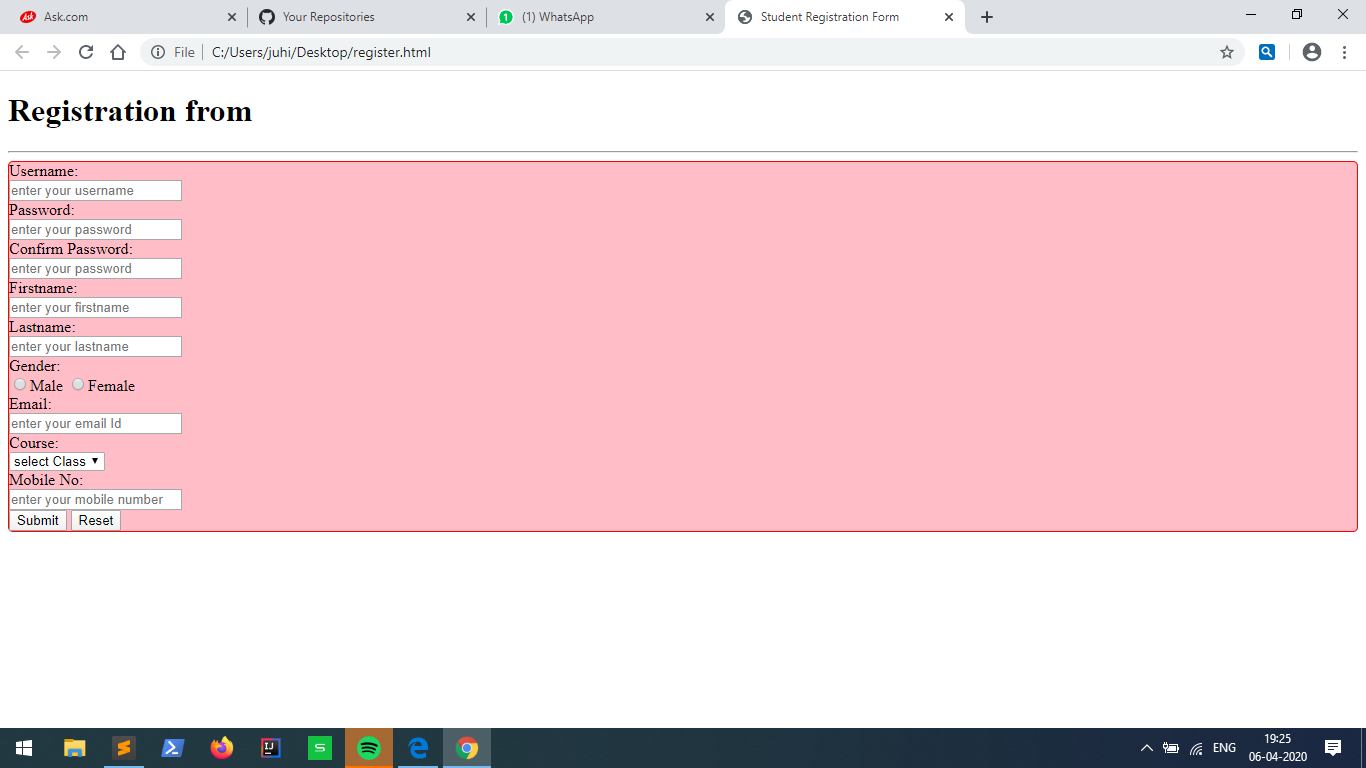 Ask Ask.com
Your Repositories
1 (1) WhatsApp
Student Registration Form
File C:/Users/juhi/Desktop/register.html
Registration from
Username:
enter your username
Password:
enter your password
Confirm Password:
enter your password
Firstname:
enter your firstname
Lastname:
enter your lastname
Gender:
Male Female
Email:
enter your email Id
Course:
select Class
Mobile No:
enter your mobile number
Submit Reset
IJ
S
ENG
19:25
06-04-2020